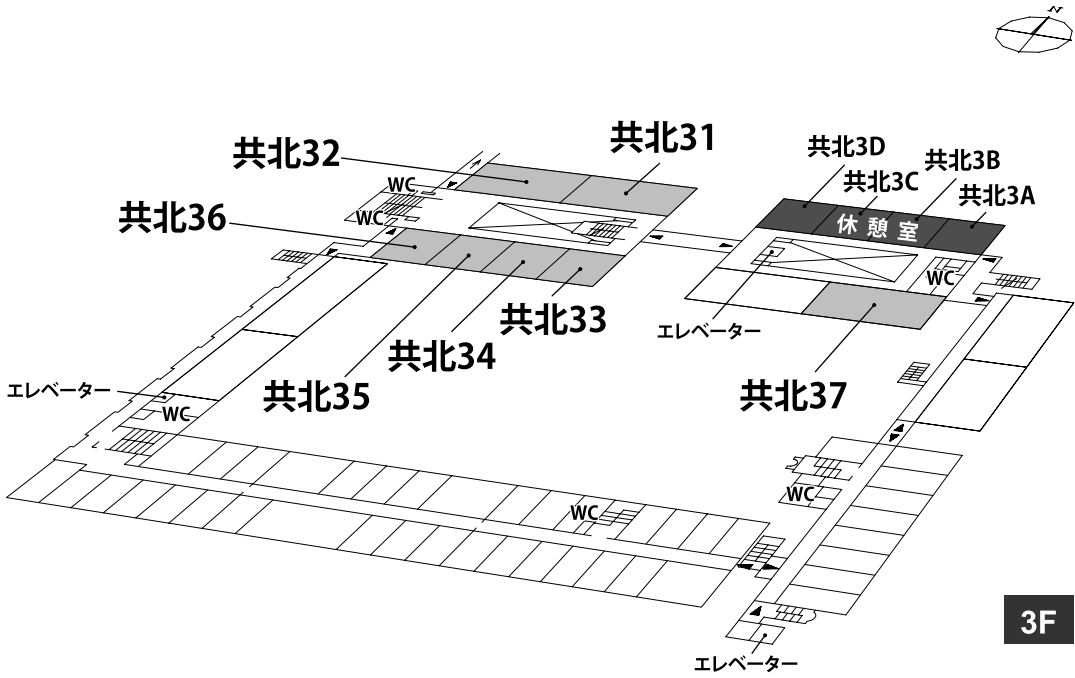 N
共北31
共北32
共北3D
共北3B
共北3C
共北3A
WC
共北36
WC
休憩室
WC
共北33
エレベーター
共北34
共北35
共北37
エレベーター
WC
WC
WC
3F
エレベーター